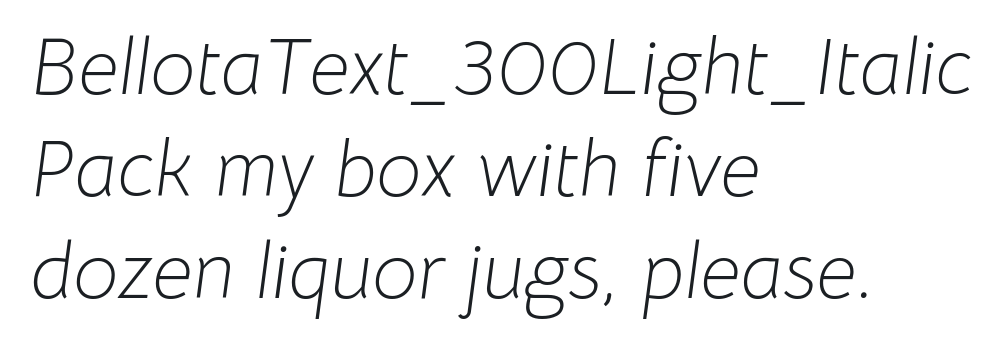 BellotaText_300Light_Italic
Pack my box with five
dozen liquor jugs, please.